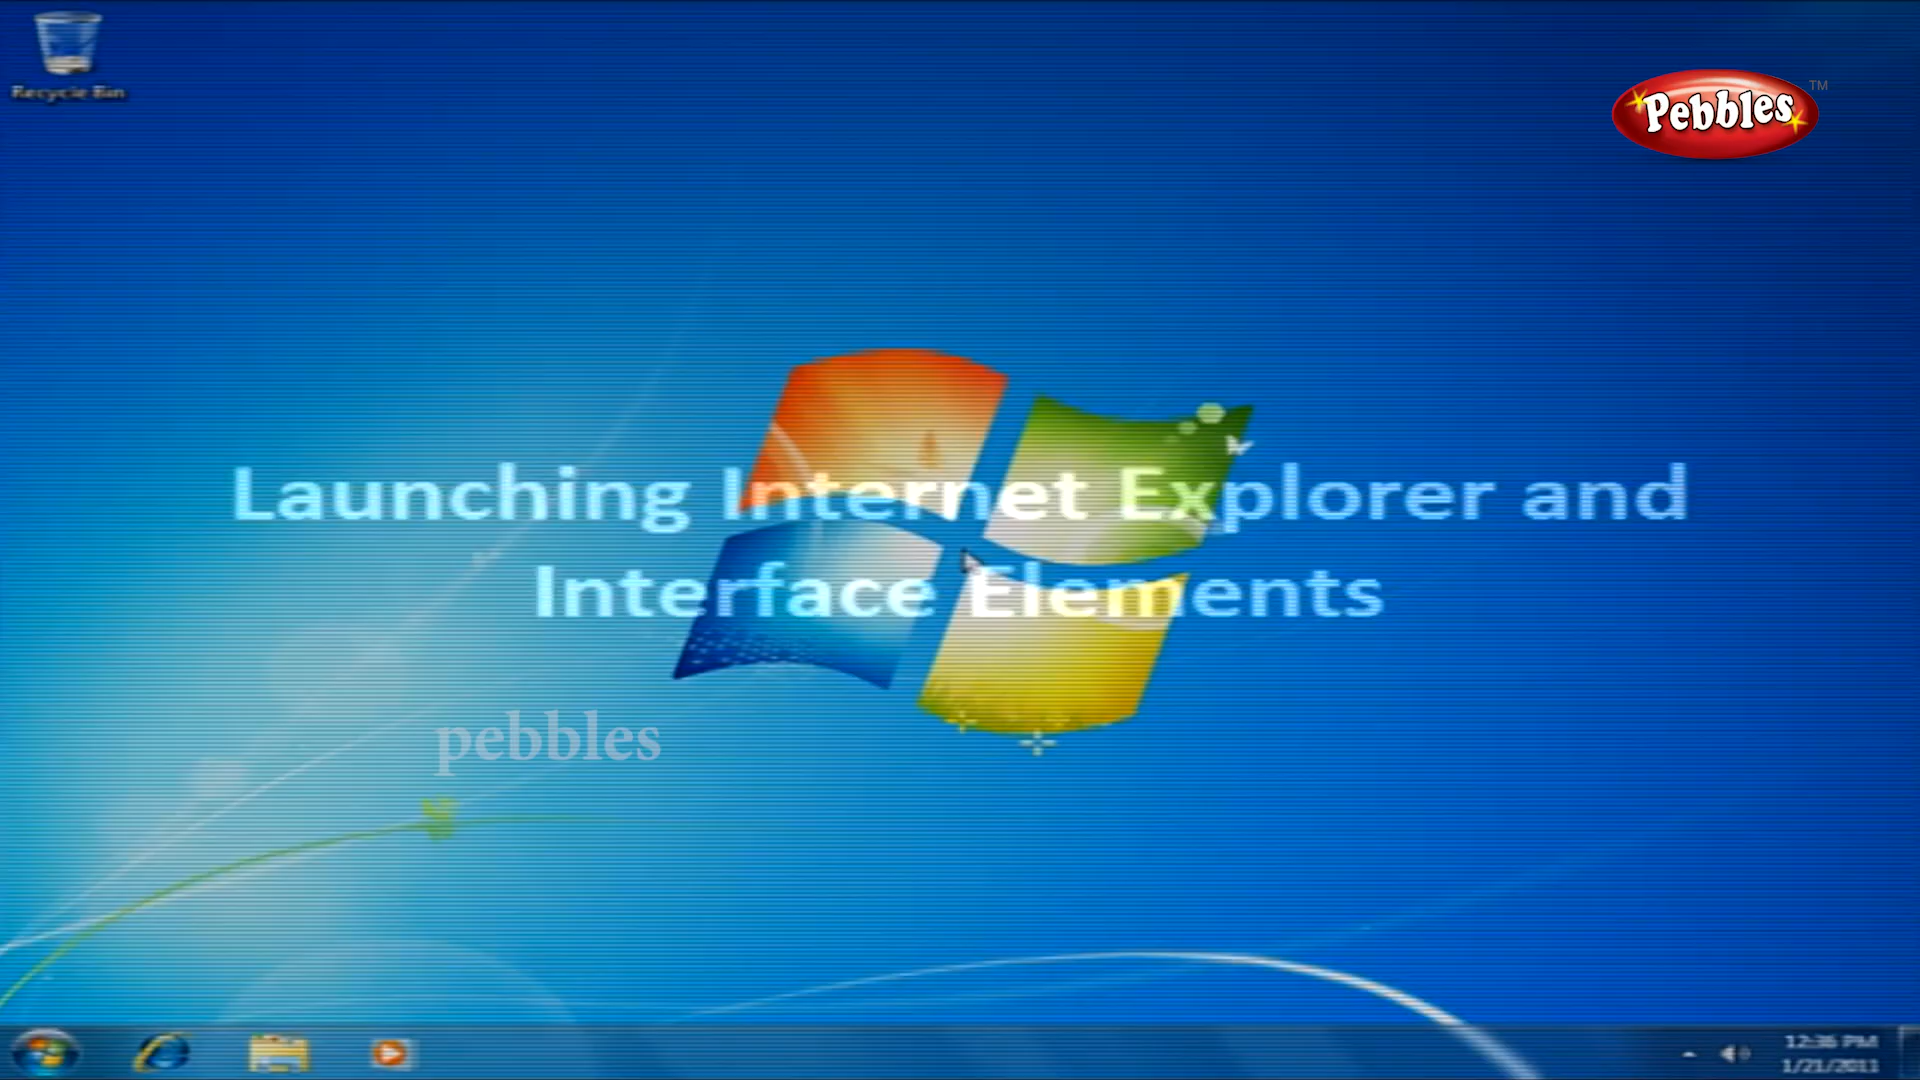 Recycle Bin
Pebbles TM
Launching Internet Explorer and
Interface Elements
pebbles
12:36 PM
1/21/2011